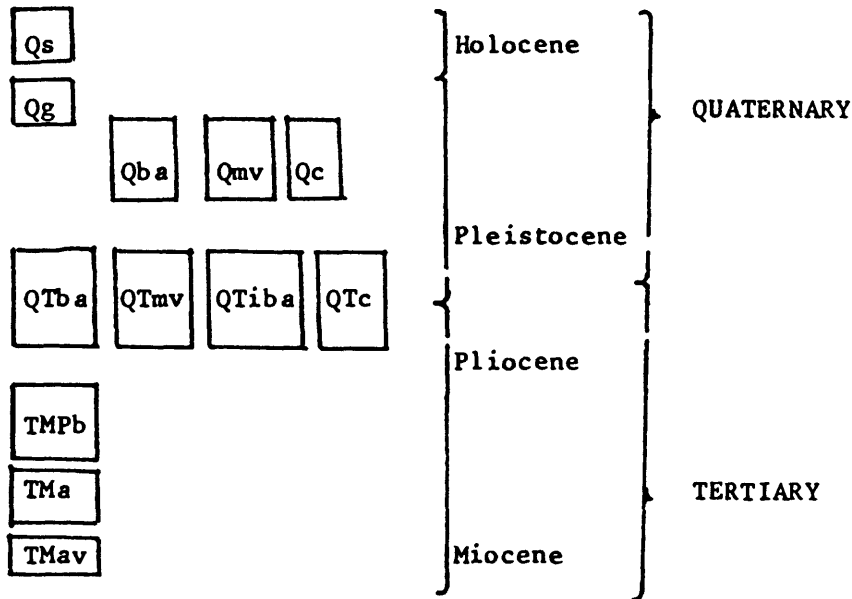 Qs Holocene
Qg QUATERNARY
Qba Qmv Qc
Pleistocene
QTba QTmv QTiba QTc
Pliocene
TMPb
TMa TERTIARY
TMav Miocene